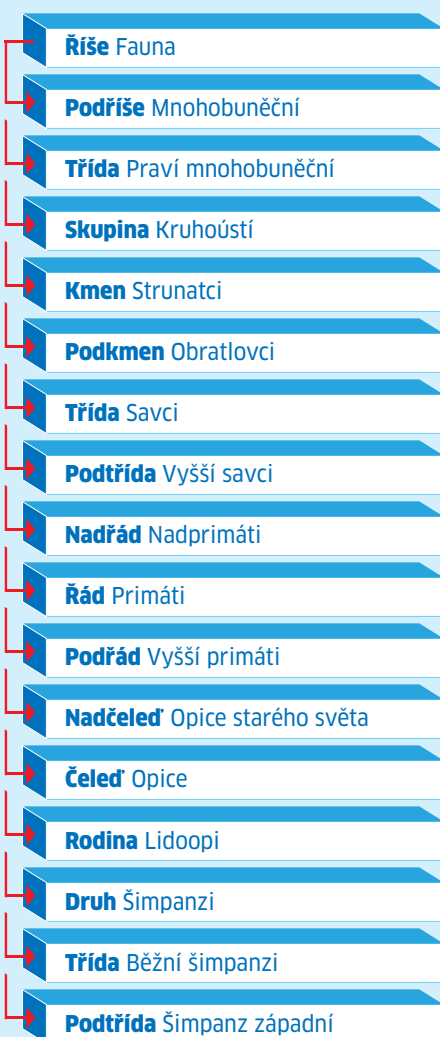 Říše Fauna
Podříše Mnohobuněční
Třída Praví mnohobuněční
Skupina Kruhoústí
Kmen Strunatci
Podkmen Obratlovci
Třída Savci
Podtřída Vyšší savci
Nadřád Nadprimáti
Řád Primáti
Podřád Vyšší primáti
Nadčeleď Opice starého světa
Čeleď Opice
Rodina Lidoopi
Druh Šimpanzi
Třída Běžní šimpanzi
Podtřída Šimpanz západní